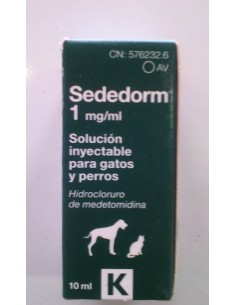 CN: 576232.6
AV
Sededorm
1 mg/ml
Solución
inyectable
para gatos
y perros
Hidrocloruro
de medetomidina
10 ml
K